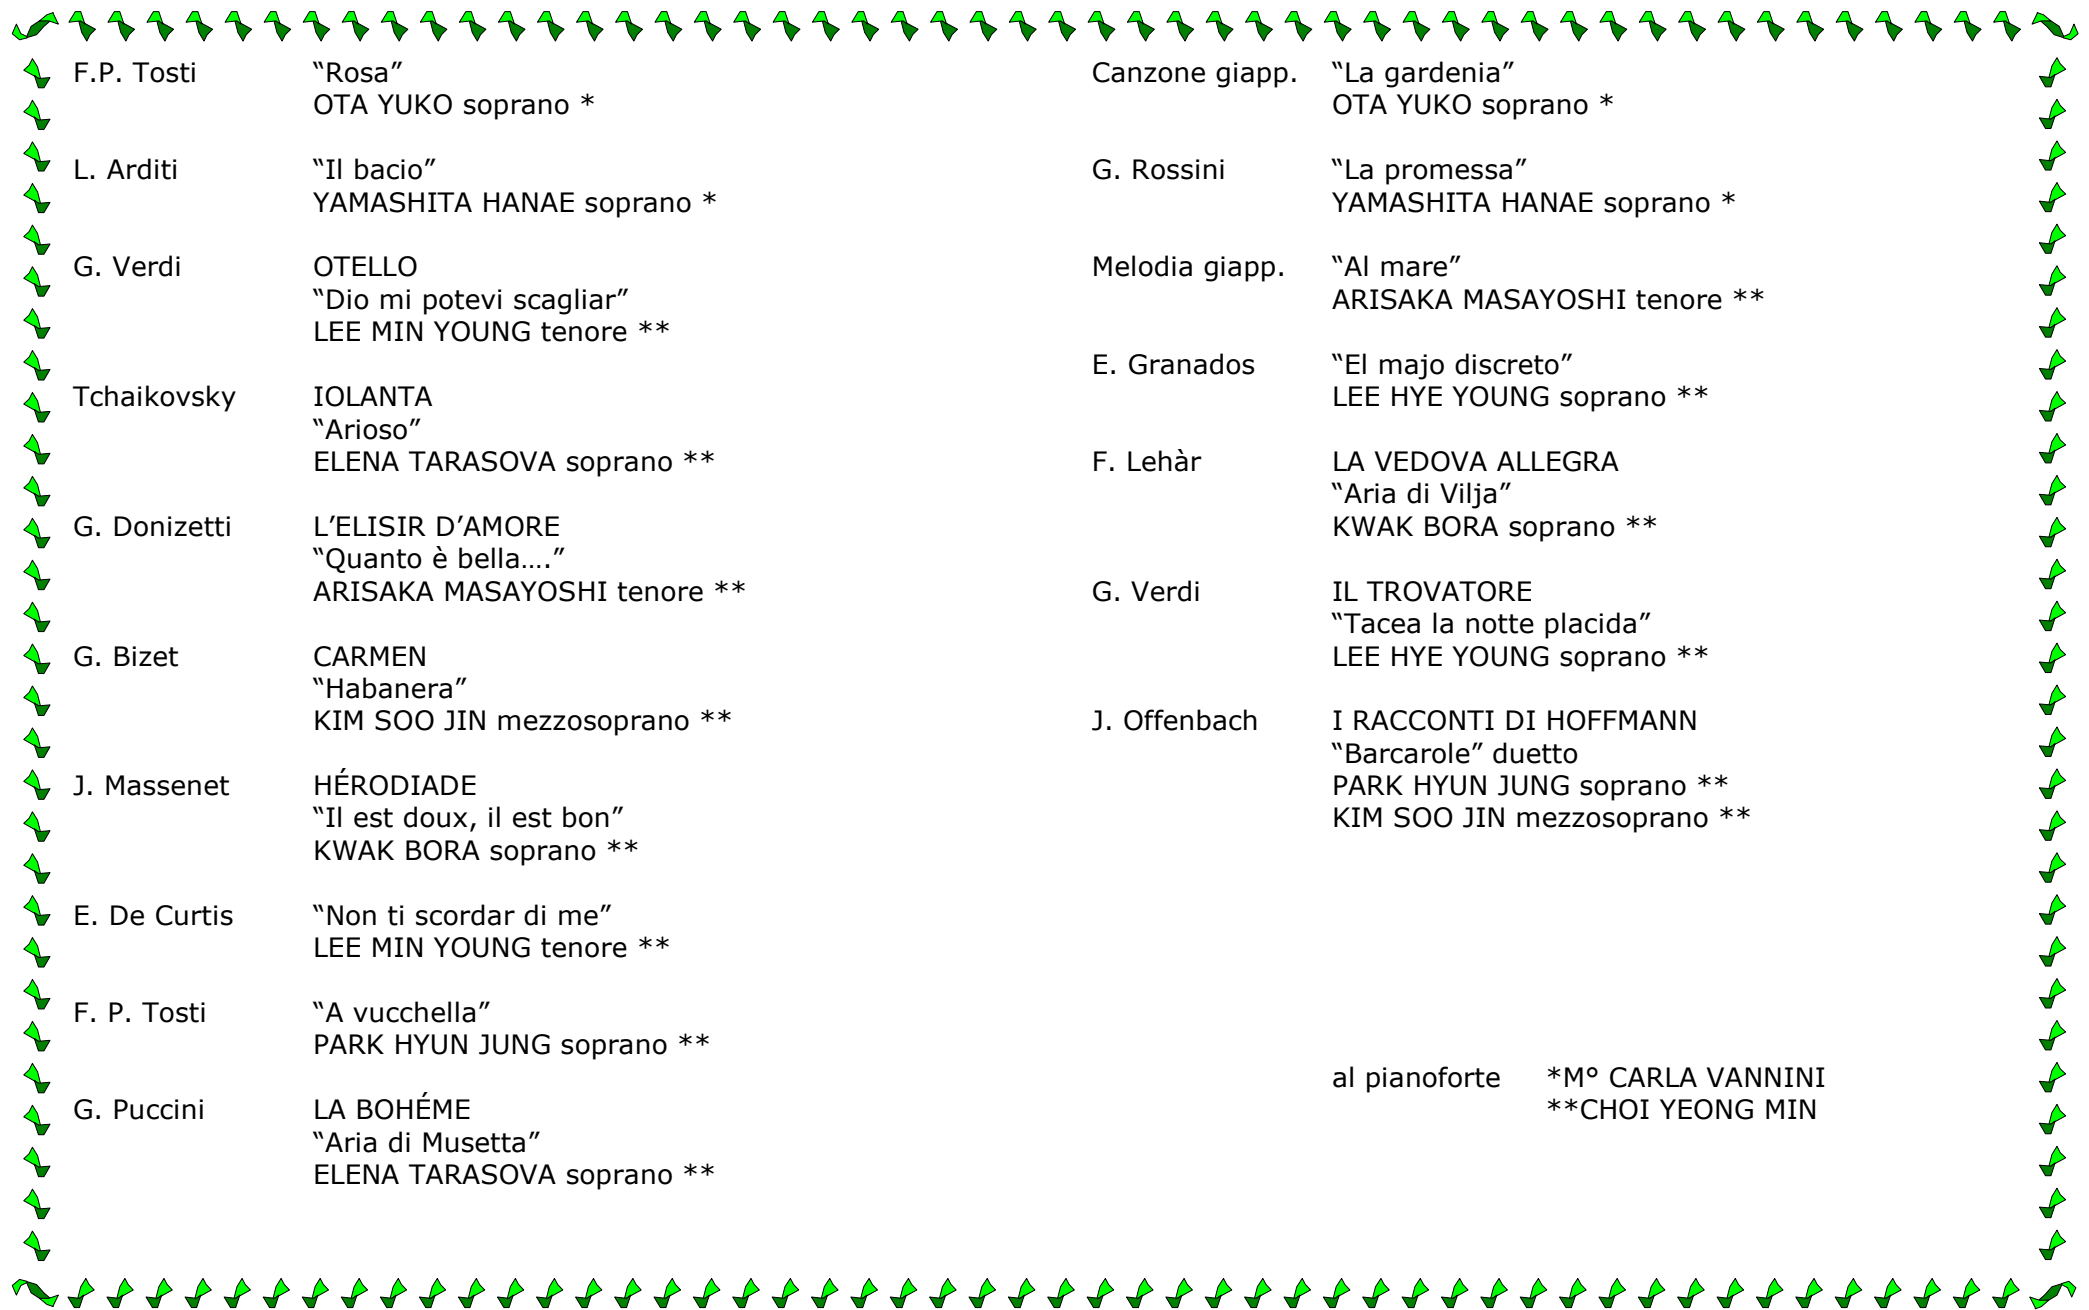 F.P. Tosti “Rosa”
OTA YUKO soprano *
L. Arditi “Il bacio”
YAMASHITA HANAE soprano *
G. Verdi OTELLO
“Dio mi potevi scagliar”
LEE MIN YOUNG tenore **
Tchaikovsky IOLANTA
“Arioso”
ELENA TARASOVA soprano **
G. Donizetti L’ELISIR D’AMORE
“Quanto è bella….”
ARISAKA MASAYOSHI tenore **
G. Bizet CARMEN
“Habanera”
KIM SOO JIN mezzosoprano **
J. Massenet HÉRODIADE
“Il est doux, il est bon”
KWAK BORA soprano **
E. De Curtis “Non ti scordar di me”
LEE MIN YOUNG tenore **
F. P. Tosti “A vucchella”
PARK HYUN JUNG soprano **
G. Puccini LA BOHÉME
“Aria di Musetta”
ELENA TARASOVA soprano **
Canzone giapp. “La gardenia”
OTA YUKO soprano *
G. Rossini “La promessa”
YAMASHITA HANAE soprano *
Melodia giapp. “Al mare”
ARISAKA MASAYOSHI tenore **
E. Granados “El majo discreto”
LEE HYE YOUNG soprano **
F. Lehàr LA VEDOVA ALLEGRA
“Aria di Vilja”
KWAK BORA soprano **
G. Verdi IL TROVATORE
“Tacea la notte placida”
LEE HYE YOUNG soprano **
J. Offenbach I RACCONTI DI HOFFMANN
“Barcarole” duetto
PARK HYUN JUNG soprano **
KIM SOO JIN mezzosoprano **
al pianoforte *M° CARLA VANNINI
**CHOI YEONG MIN